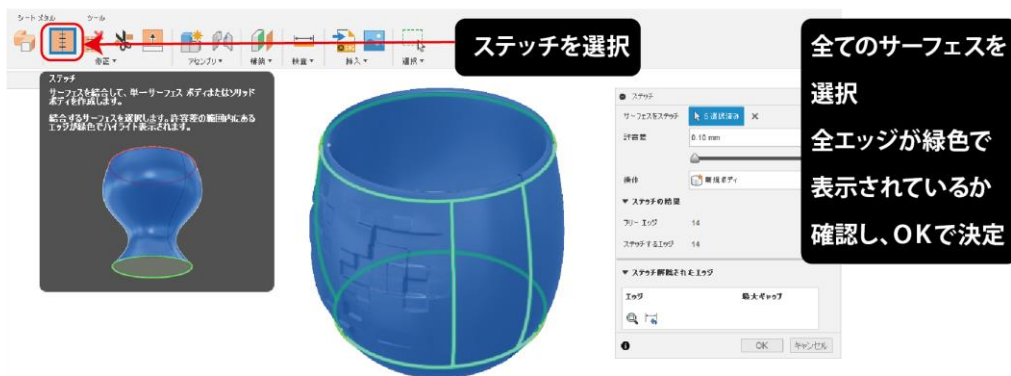 シートメタル ツール
修正▼ アセンブリ▼ 構築▼ 検査▼ 挿入▼ 選択▼
ステッチを選択
ステッチ
サーフェスを結合して、単一サーフェス ボディまたはソリッド
ボディを作成します。
結合するサーフェスを選択します。許容差の範囲内にある
エッジが緑色でハイライト表示されます。
ステッチ
サーフェスをステッチ 5 選択済み ×
許容差 0.10 mm
操作 新規ボディ
▼ ステッチの結果
フリー エッジ 14
ステッチするエッジ 14
▼ ステッチ解除されたエッジ
エッジ 最大ギャップ
OK キャンセル
全てのサーフェスを
選択
全エッジが緑色で
表示されているか
確認し、OKで決定